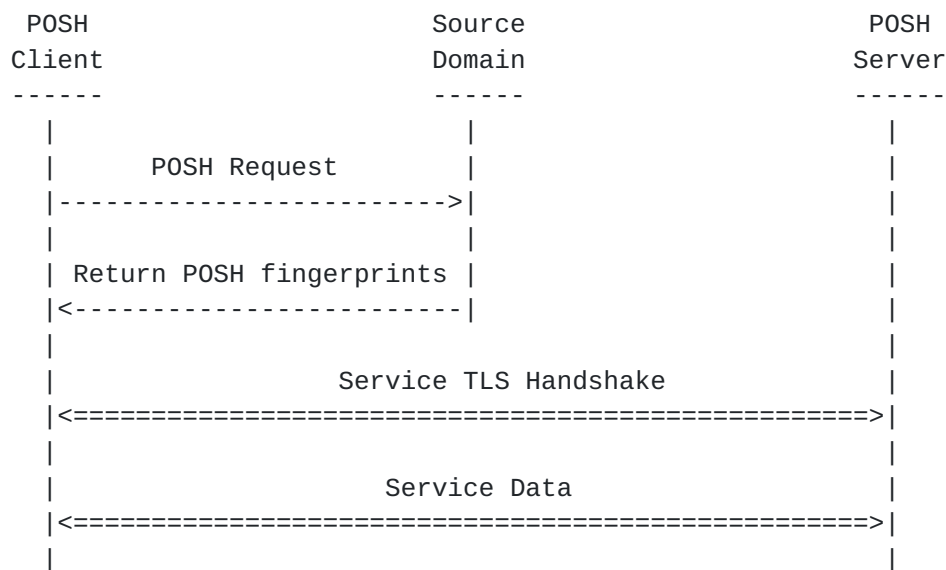 POSH Source POSH
Client Domain Server
------ ------ ------
POSH Request
Return POSH fingerprints
Service TLS Handshake
Service Data